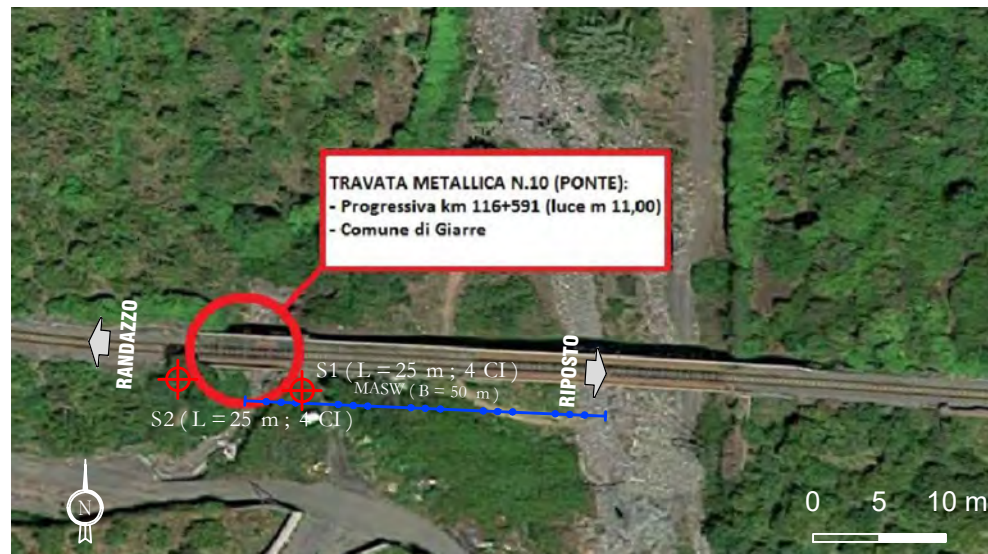 TRAVATA METALLICA N.10 (PONTE):
- Progressiva km 116+591 (luce m 11,00)
- Comune di Giarre
RANDAZZO
RIPOSTO
S1 ( L = 25 m ; 4 CI )
MASW ( B = 50 m )
S2 ( L = 25 m ; 4 CI )
N
0 5 10 m